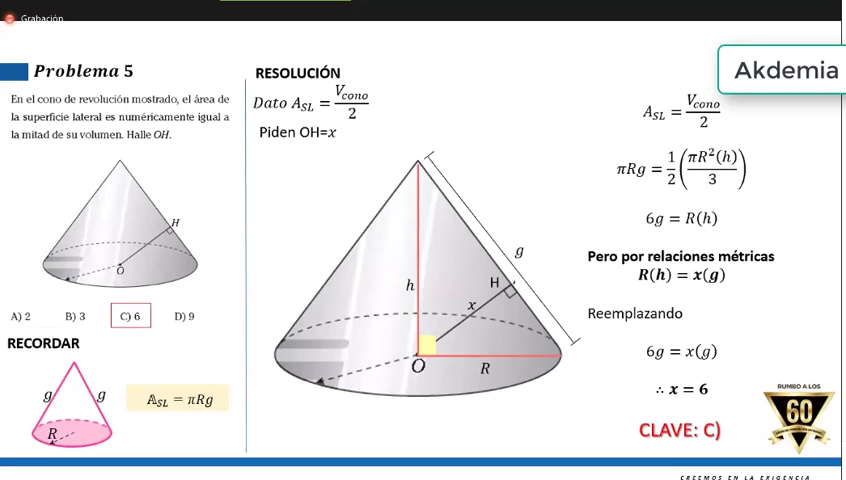 Grabación
Akdemia
Problema 5
En el cono de revolución mostrado, el área de
la superficie lateral es numéricamente igual a
la mitad de su volumen. Halle OH.
H
O
A) 2 B) 3 C) 6 D) 9
RECORDAR
g g
R
𝔸_SL = πRg
RESOLUCIÓN
Dato A_SL = V_cono/2
Piden OH=x
g
h
H
x
O
R
A_SL = V_cono/2
πRg = 1/2 (πR²(h)/3)
6g = R(h)
Pero por relaciones métricas
R(h) = x(g)
Reemplazando
6g = x(g)
∴ x = 6
CLAVE: C)
RUMBO A LOS
60
CREEMOS EN LA EXIGENCIA